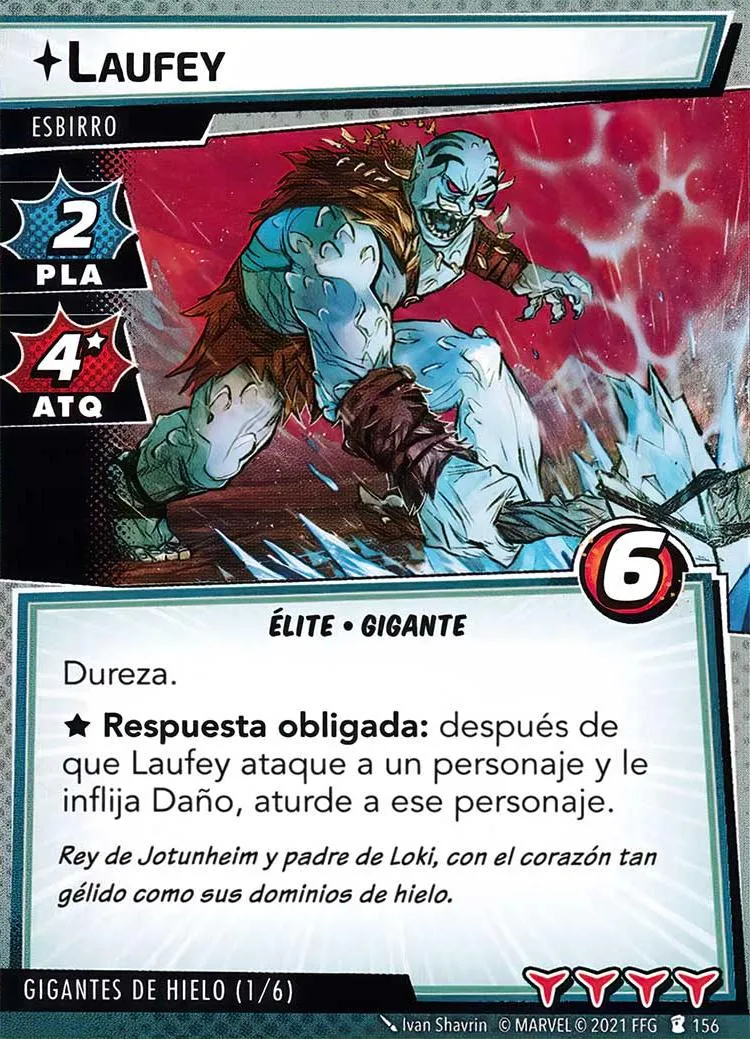 LAUFEY
ESBIRRO
2
PLA
4
ATQ
6
ÉLITE • GIGANTE
Dureza.
★ Respuesta obligada: después de
que Laufey ataque a un personaje y le
inflija Daño, aturde a ese personaje.
Rey de Jotunheim y padre de Loki, con el corazón tan
gélido como sus dominios de hielo.
GIGANTES DE HIELO (1/6)
Ivan Shavrin © MARVEL © 2021 FFG 156